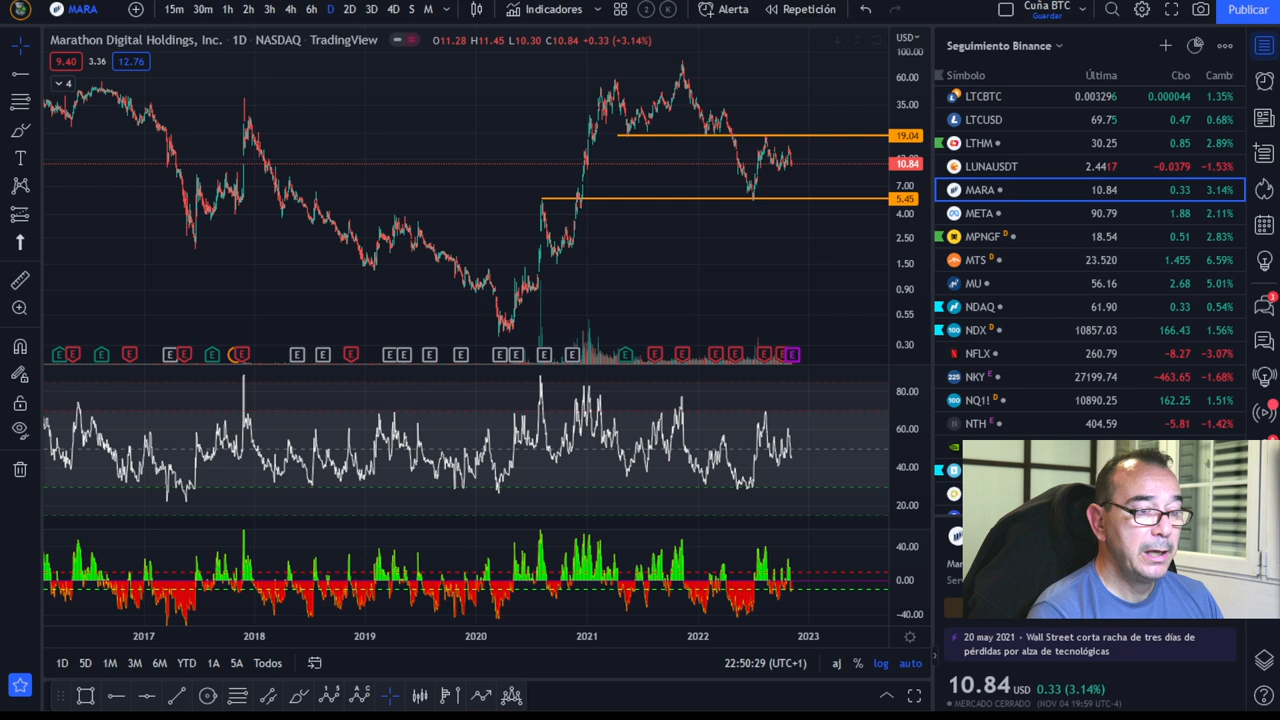 MARA
15m 30m 1h 2h 3h 4h 6h D 2D 3D 4D S M
Indicadores
2
Alerta
Repetición
Cuña BTC
Guardar
Publicar
Marathon Digital Holdings, Inc. · 1D · NASDAQ · TradingView
O11.28 H11.45 L10.30 C10.84 +0.33 (+3.14%)
9.40 3.36 12.76
4
USD
100.00
60.00
35.00
19.04
10.84
7.00
5.45
4.00
2.50
1.50
0.90
0.55
0.30
E E E E E E E E E E E E E E E E E E E E E E E E E E
80.00
60.00
40.00
20.00
40.00
0.00
-40.00
2017 2018 2019 2020 2021 2022 2023
1D 5D 1M 3M 6M YTD 1A 5A Todos
22:50:29 (UTC+1)
aj % log auto
Seguimiento Binance
Símbolo Última Cbo Camb
LTCBTC 0.003296 0.000044 1.35%
LTCUSD 69.75 0.47 0.68%
LTHM 30.25 0.85 2.89%
LUNAUSDT 2.4417 -0.0379 -1.53%
MARA 10.84 0.33 3.14%
META 90.79 1.88 2.11%
MPNGF D 18.54 0.51 2.83%
MTS D 23.520 1.455 6.59%
MU 56.16 2.68 5.01%
NDAQ 61.90 0.33 0.54%
NDX D 10857.03 166.43 1.56%
NFLX 260.79 -8.27 -3.07%
NKY E 27199.74 -463.65 -1.68%
NQ1! D 10890.25 162.25 1.51%
NTH E 404.59 -5.81 -1.42%
Mar
Ser
20 may 2021 • Wall Street corta racha de tres días de
pérdidas por alza de tecnológicas
10.84 USD 0.33 (3.14%)
MERCADO CERRADO (NOV 04 19:59 UTC-4)